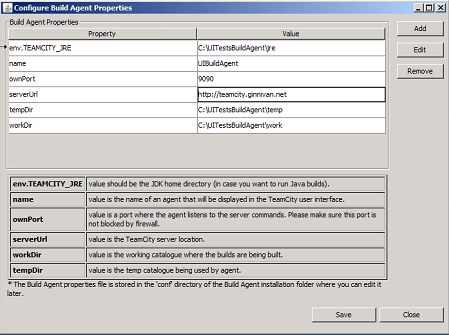 Configure Build Agent Properties
Build Agent Properties
Property Value
env.TEAMCITY_JRE C:\UITestsBuildAgent\jre
name UIBuildAgent
ownPort 9090
serverUrl http://teamcity.ginnivan.net
tempDir C:\UITestsBuildAgent\temp
workDir C:\UITestsBuildAgent\work
Add
Edit
Remove
env.TEAMCITY_JRE value should be the JDK home directory (in case you want to run Java builds).
name value is the name of an agent that will be displayed in the TeamCity user interface.
ownPort value is a port where the agent listens to the server commands. Please make sure this port is
not blocked by firewall.
serverUrl value is the TeamCity server location.
workDir value is the working catalogue where the builds are being built.
tempDir value is the temp catalogue being used by agent.
* The Build Agent properties file is stored in the 'conf' directory of the Build Agent installation folder where you can edit it
later.
Save Close